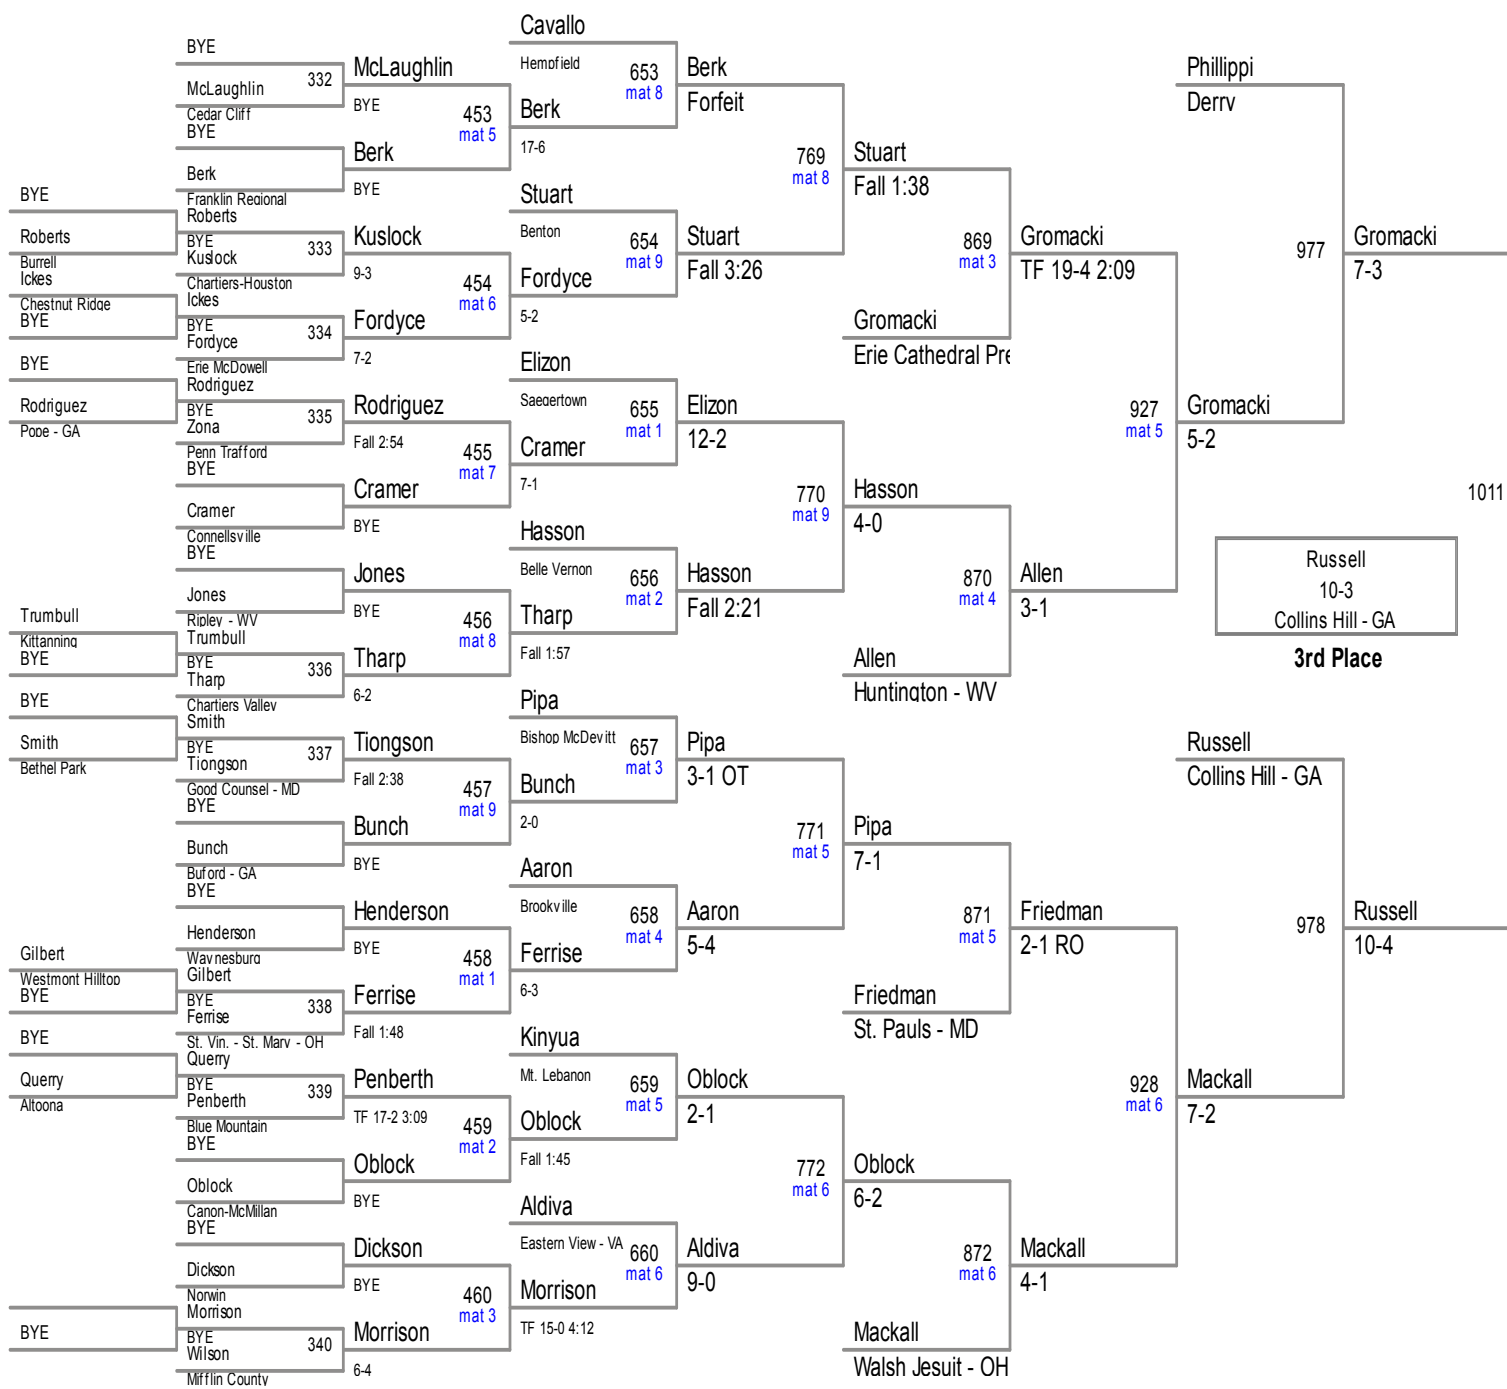 BYE
Roberts
Burrell
Ickes
Chestnut Ridge
BYE
BYE
Rodriguez
Pope - GA
Trumbull
Kittanning
BYE
BYE
Smith
Bethel Park
Gilbert
Westmont Hilltop
BYE
BYE
Querry
Altoona
BYE
BYE
McLaughlin
332
Cedar Cliff
BYE
Berk
Franklin Regional
Roberts
BYE
333
Kuslock
Chartiers-Houston
Ickes
BYE
334
Fordyce
Erie McDowell
Rodriguez
BYE
335
Zona
Penn Trafford
BYE
Cramer
Connellsville
BYE
Jones
Ripley - WV
Trumbull
BYE
336
Tharp
Chartiers Valley
Smith
BYE
337
Tiongson
Good Counsel - MD
BYE
Bunch
Buford - GA
BYE
Henderson
Waynesburg
Gilbert
BYE
338
Ferrise
St. Vin. - St. Mary - OH
Querry
BYE
339
Penberth
Blue Mountain
BYE
Oblock
Canon-McMillan
BYE
Dickson
Norwin
Morrison
BYE
340
Wilson
Mifflin County
McLaughlin
BYE
453
mat 5
Berk
BYE
Kuslock
9-3
454
mat 6
Fordyce
7-2
Rodriguez
Fall 2:54
455
mat 7
Cramer
BYE
Jones
BYE
456
mat 8
Tharp
6-2
Tiongson
Fall 2:38
457
mat 9
Bunch
BYE
Henderson
BYE
458
mat 1
Ferrise
Fall 1:48
Penberth
TF 17-2 3:09
459
mat 2
Oblock
BYE
Dickson
BYE
460
mat 3
Morrison
6-4
Cavallo
Hempfield
653
mat 8
Berk
17-6
Stuart
Benton
654
mat 9
Fordyce
5-2
Elizon
Saegertown
655
mat 1
Cramer
7-1
Hasson
Belle Vernon
656
mat 2
Tharp
Fall 1:57
Pipa
Bishop McDevitt
657
mat 3
Bunch
2-0
Aaron
Brookville
658
mat 4
Ferrise
6-3
Kinyua
Mt. Lebanon
659
mat 5
Oblock
Fall 1:45
Aldiva
Eastern View - VA
660
mat 6
Morrison
TF 15-0 4:12
Berk
Forfeit
769
mat 8
Stuart
Fall 3:26
Elizon
12-2
770
mat 9
Hasson
Fall 2:21
Pipa
3-1 OT
771
mat 5
Aaron
5-4
Oblock
2-1
772
mat 6
Aldiva
9-0
Stuart
Fall 1:38
869
mat 3
Gromacki
Erie Cathedral Pre
Hasson
4-0
870
mat 4
Allen
Huntington - WV
Pipa
7-1
871
mat 5
Friedman
St. Pauls - MD
Oblock
6-2
872
mat 6
Mackall
Walsh Jesuit - OH
Gromacki
TF 19-4 2:09
927
mat 5
Allen
3-1
Friedman
2-1 RO
928
mat 6
Mackall
4-1
Phillippi
Derry
977
Gromacki
5-2
Russell
Collins Hill - GA
978
Mackall
7-2
Gromacki
7-3
1011
Russell
10-4
Russell
10-3
Collins Hill - GA
3rd Place